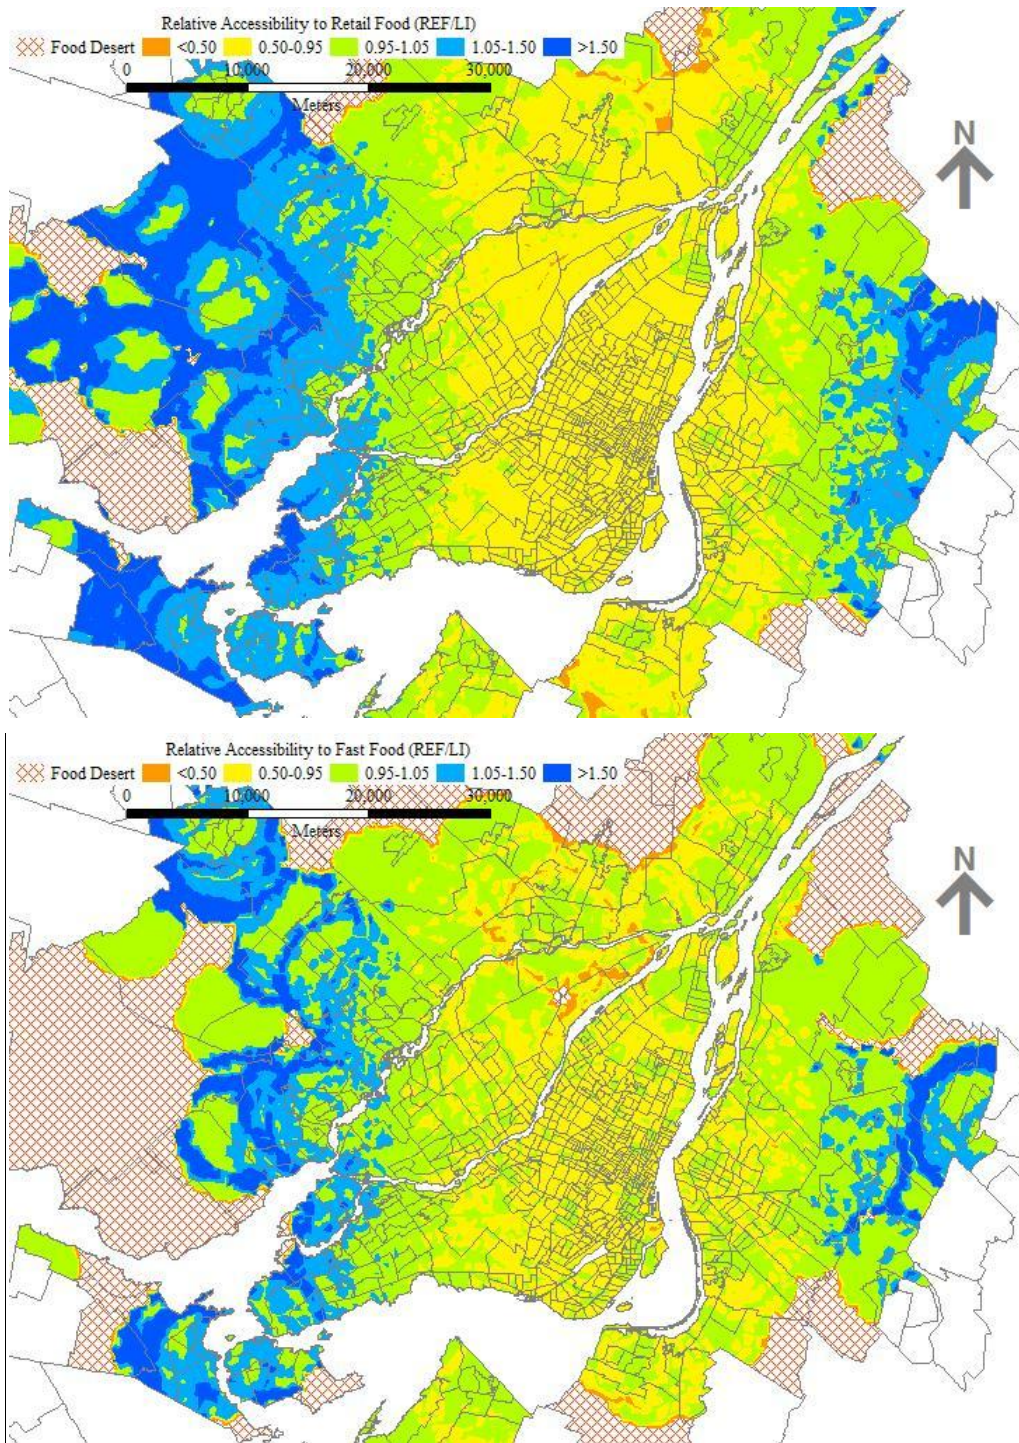 Relative Accessibility to Retail Food (REF/LI)
Food Desert <0.50 0.50-0.95 0.95-1.05 1.05-1.50 >1.50
0 10,000 20,000 30,000
Meters
N
Relative Accessibility to Fast Food (REF/LI)
Food Desert <0.50 0.50-0.95 0.95-1.05 1.05-1.50 >1.50
0 10,000 20,000 30,000
Meters
N